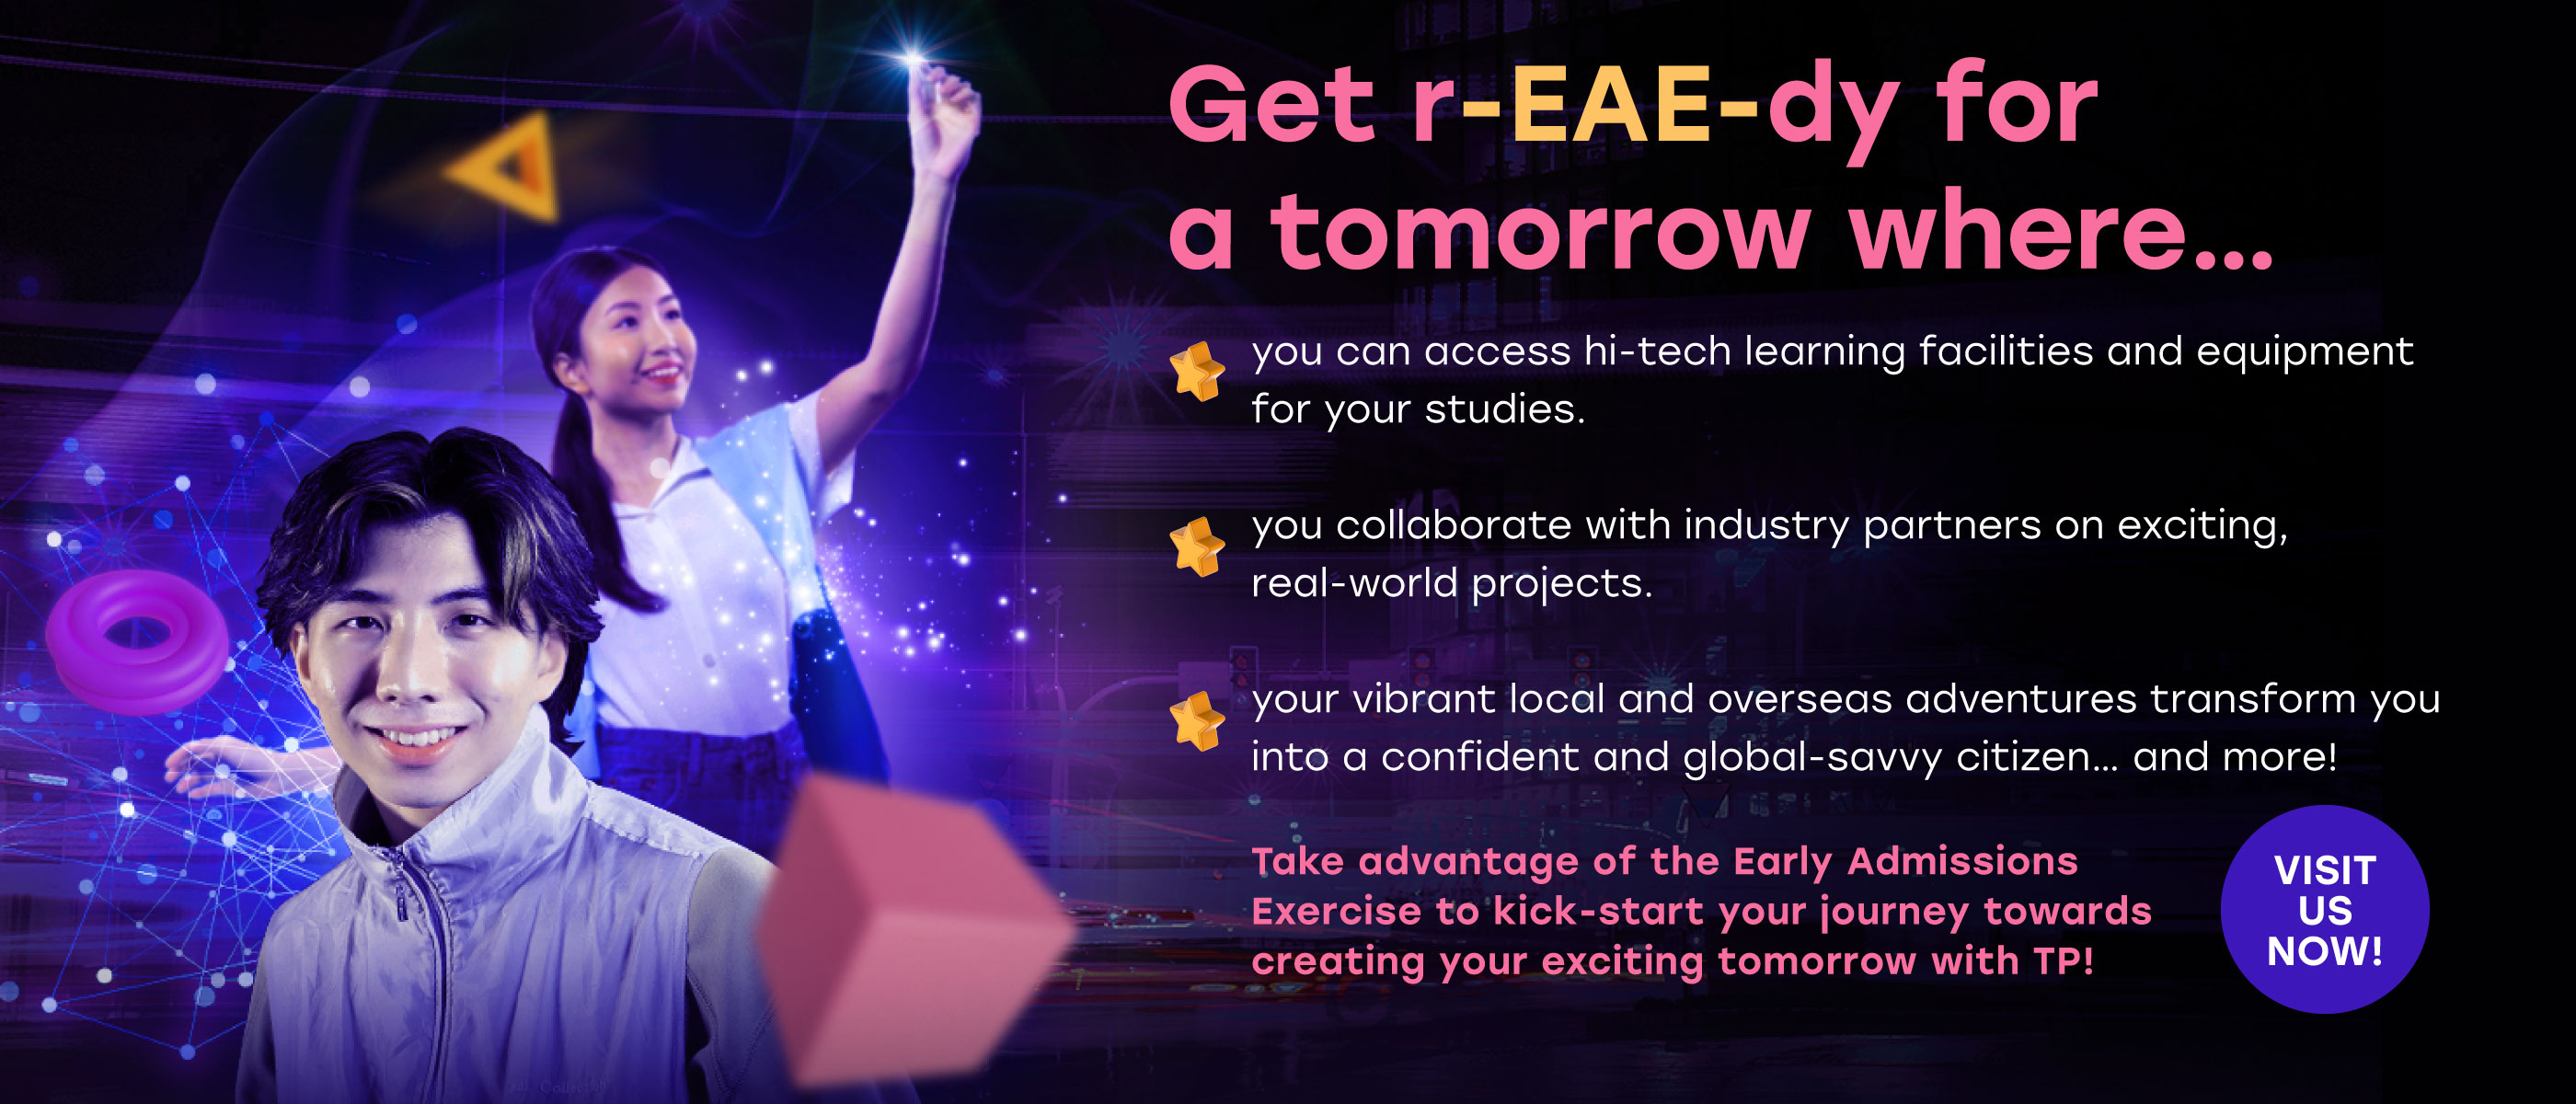 Get r-EAE-dy for
a tomorrow where...
you can access hi-tech learning facilities and equipment
for your studies.
you collaborate with industry partners on exciting,
real-world projects.
your vibrant local and overseas adventures transform you
into a confident and global-savvy citizen... and more!
Take advantage of the Early Admissions
Exercise to kick-start your journey towards
creating your exciting tomorrow with TP!
VISIT
US
NOW!